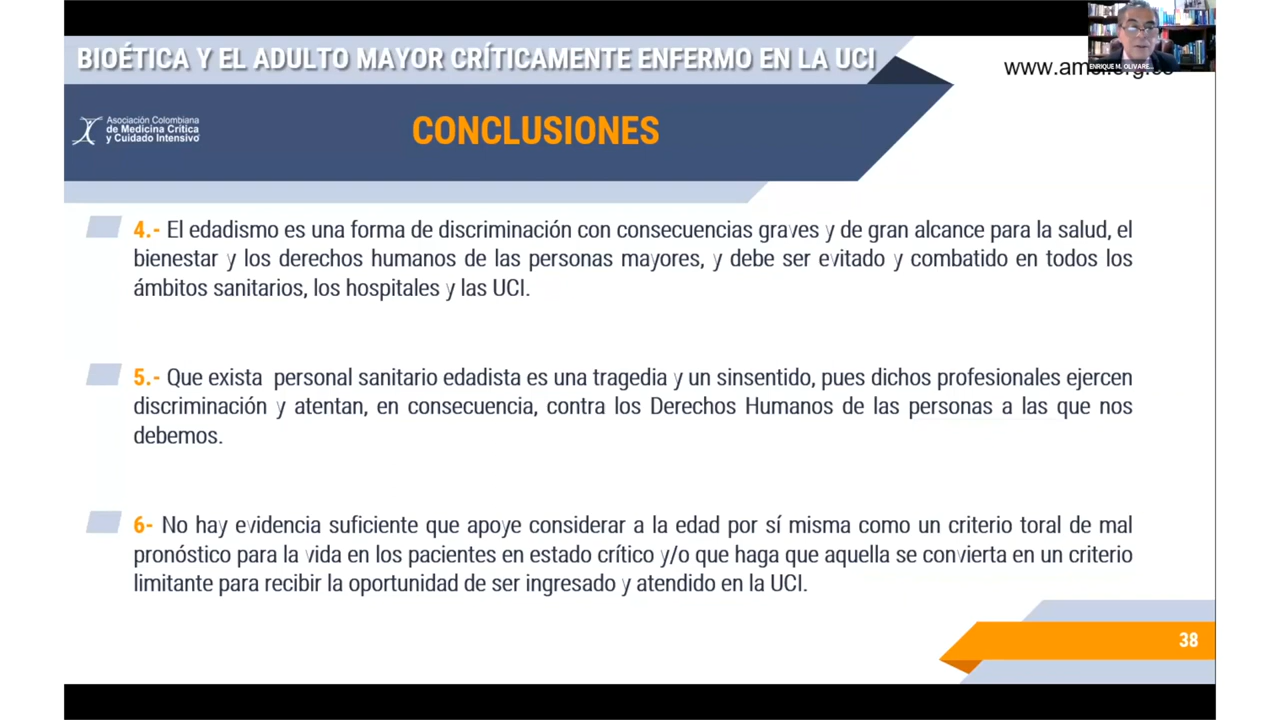 BIOÉTICA Y EL ADULTO MAYOR CRÍTICAMENTE ENFERMO EN LA UCI
ENRIQUE M. OLIVARE...
Asociación Colombiana
de Medicina Crítica
y Cuidado Intensivo
CONCLUSIONES
4.- El edadismo es una forma de discriminación con consecuencias graves y de gran alcance para la salud, el
bienestar y los derechos humanos de las personas mayores, y debe ser evitado y combatido en todos los
ámbitos sanitarios, los hospitales y las UCI.
5.- Que exista personal sanitario edadista es una tragedia y un sinsentido, pues dichos profesionales ejercen
discriminación y atentan, en consecuencia, contra los Derechos Humanos de las personas a las que nos
debemos.
6- No hay evidencia suficiente que apoye considerar a la edad por sí misma como un criterio toral de mal
pronóstico para la vida en los pacientes en estado crítico y/o que haga que aquella se convierta en un criterio
limitante para recibir la oportunidad de ser ingresado y atendido en la UCI.
38